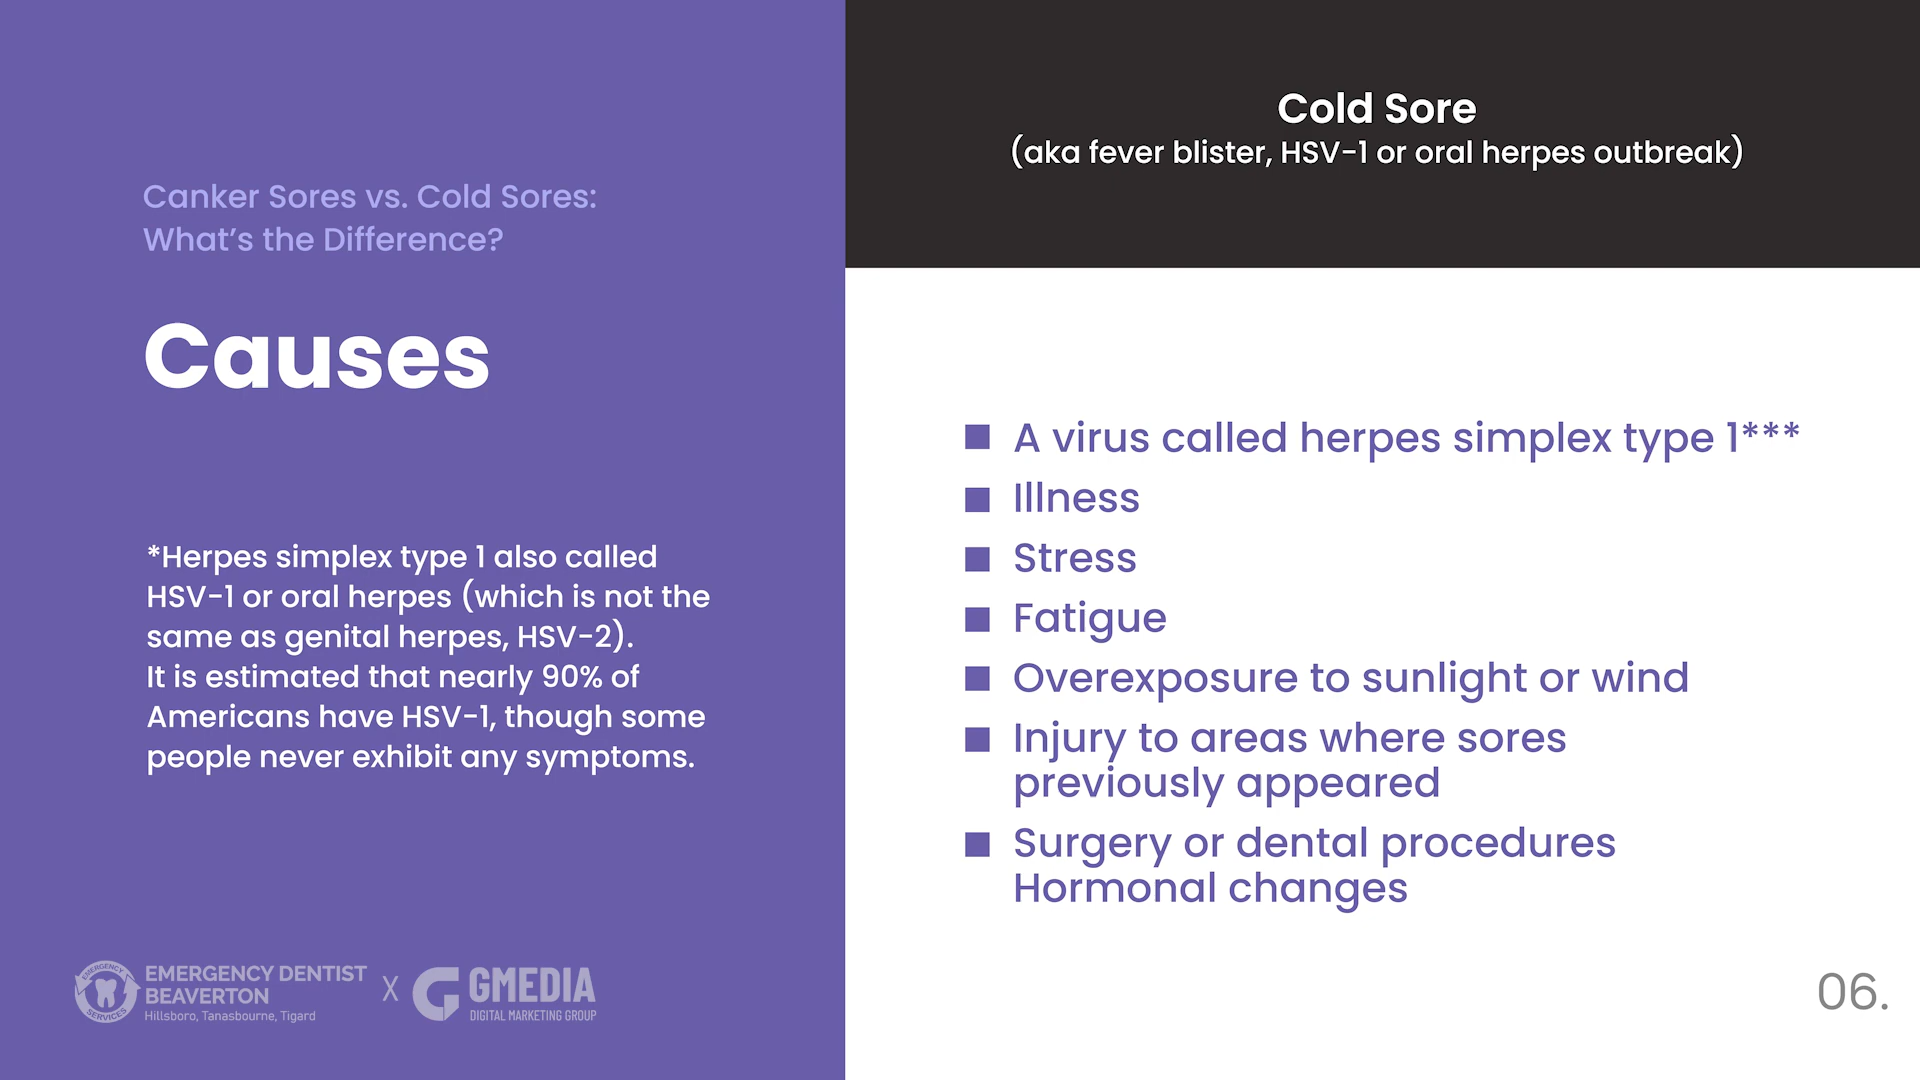 Canker Sores vs. Cold Sores:
What's the Difference?
Causes
*Herpes simplex type 1 also called
HSV-1 or oral herpes (which is not the
same as genital herpes, HSV-2).
It is estimated that nearly 90% of
Americans have HSV-1, though some
people never exhibit any symptoms.
EMERGENCY
SERVICES
EMERGENCY DENTIST
BEAVERTON
Hillsboro, Tanasbourne, Tigard
X
GMEDIA
DIGITAL MARKETING GROUP
Cold Sore
(aka fever blister, HSV-1 or oral herpes outbreak)
A virus called herpes simplex type 1***
Illness
Stress
Fatigue
Overexposure to sunlight or wind
Injury to areas where sores
previously appeared
Surgery or dental procedures
Hormonal changes
06.